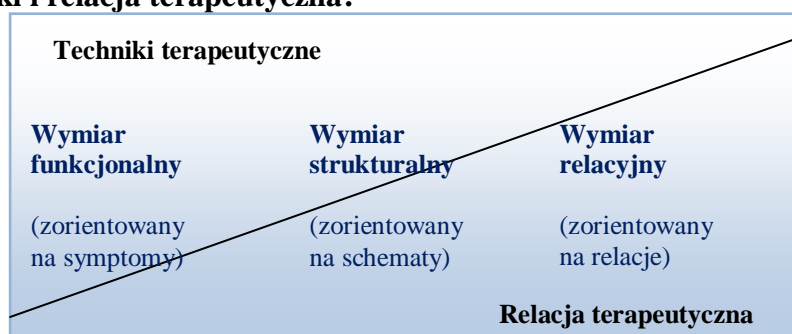 i relacja terapeutyczna?
Techniki terapeutyczne
Wymiar funkcjonalny
(zorientowany na symptomy)
Wymiar strukturalny
(zorientowany na schematy)
Wymiar relacyjny
(zorientowany na relacje)
Relacja terapeutyczna